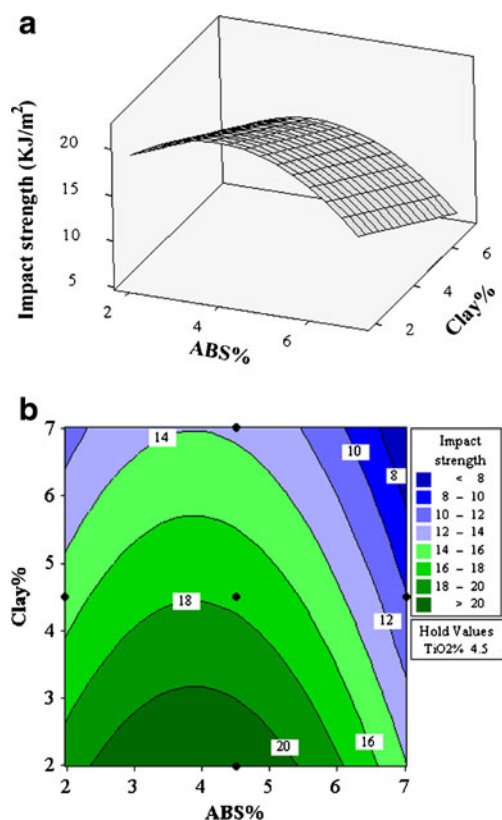 a
Impact strength (KJ/m²)
20
15
10
5
2
4
6
ABS%
2
4
6
Clay%
b
7
6
5
4
3
2
Clay%
14
10
8
18
12
20
16
2
3
4
5
6
7
ABS%
Impact
strength
< 8
8 – 10
10 – 12
12 – 14
14 – 16
16 – 18
18 – 20
> 20
Hold Values
TiO2% 4.5